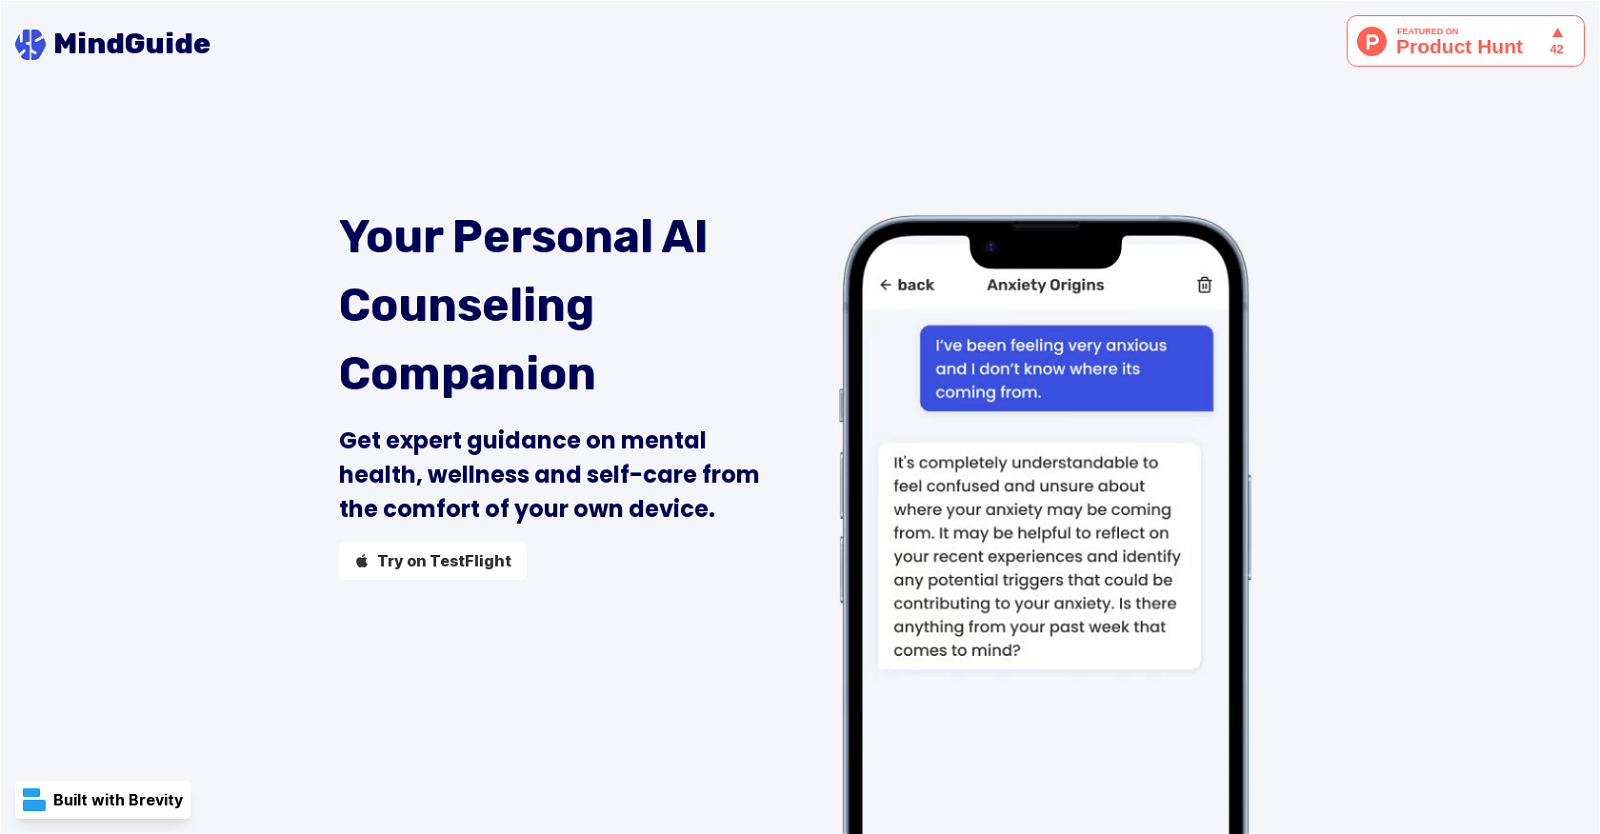 MindGuide
FEATURED ON
Product Hunt
42
Your Personal AI
Counseling
Companion
Get expert guidance on mental
health, wellness and self-care from
the comfort of your own device.
Try on TestFlight
back
Anxiety Origins
I've been feeling very anxious
and I don't know where its
coming from.
It's completely understandable to
feel confused and unsure about
where your anxiety may be coming
from. It may be helpful to reflect on
your recent experiences and identify
any potential triggers that could be
contributing to your anxiety. Is there
anything from your past week that
comes to mind?
Built with Brevity